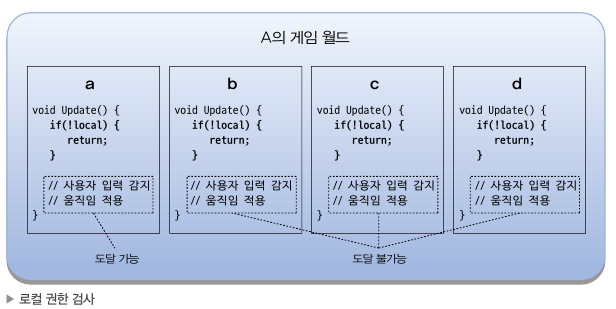 A의 게임 월드
a
void Update() {
if(!local) {
return;
}
// 사용자 입력 감지
// 움직임 적용
}
b
void Update() {
if(!local) {
return;
}
// 사용자 입력 감지
// 움직임 적용
}
c
void Update() {
if(!local) {
return;
}
// 사용자 입력 감지
// 움직임 적용
}
d
void Update() {
if(!local) {
return;
}
// 사용자 입력 감지
// 움직임 적용
}
도달 가능
도달 불가능
▶ 로컬 권한 검사